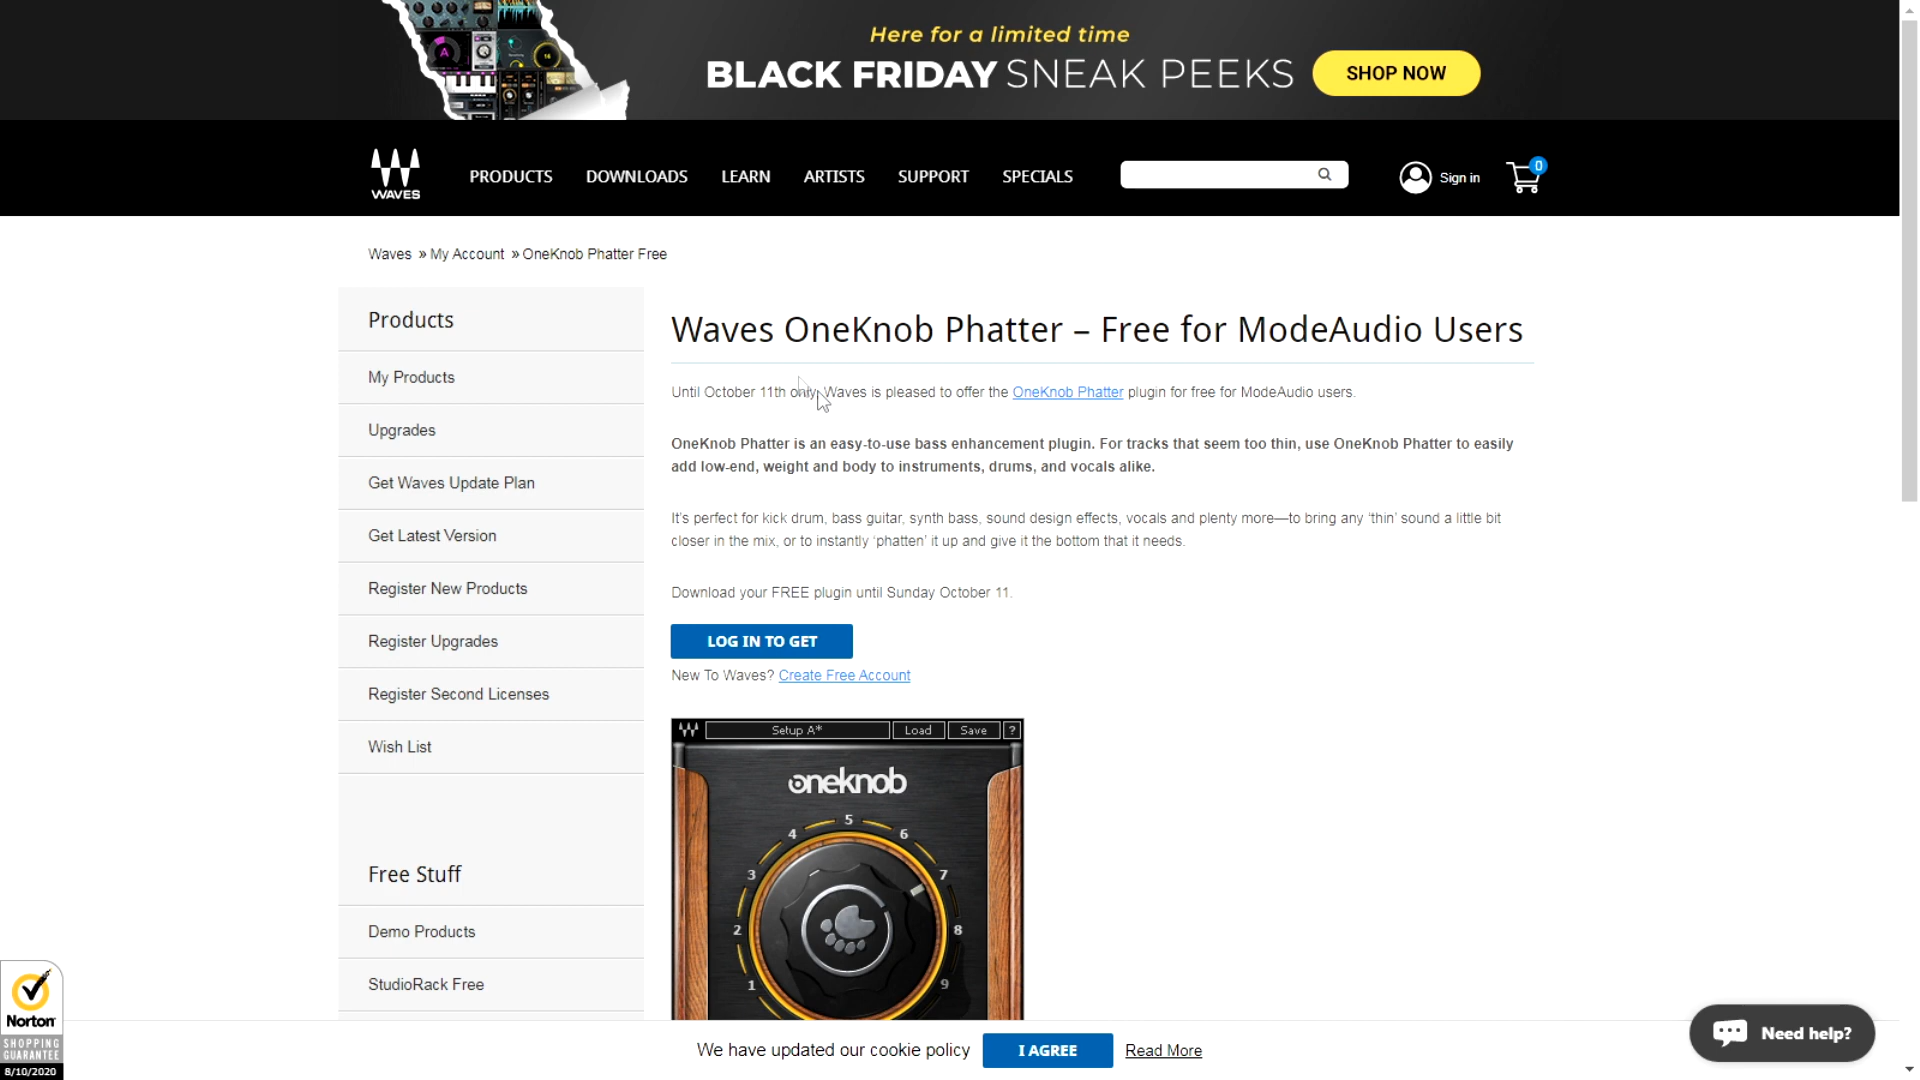 Here for a limited time
BLACK FRIDAY SNEAK PEEKS
SHOP NOW
WAVES
PRODUCTS
DOWNLOADS
LEARN
ARTISTS
SUPPORT
SPECIALS
Sign in
0
Waves » My Account » OneKnob Phatter Free
Products
My Products
Upgrades
Get Waves Update Plan
Get Latest Version
Register New Products
Register Upgrades
Register Second Licenses
Wish List
Free Stuff
Demo Products
StudioRack Free
Waves OneKnob Phatter – Free for ModeAudio Users
Until October 11th only, Waves is pleased to offer the OneKnob Phatter plugin for free for ModeAudio users.
OneKnob Phatter is an easy-to-use bass enhancement plugin. For tracks that seem too thin, use OneKnob Phatter to easily
add low-end, weight and body to instruments, drums, and vocals alike.
It's perfect for kick drum, bass guitar, synth bass, sound design effects, vocals and plenty more—to bring any ‘thin’ sound a little bit
closer in the mix, or to instantly ‘phatten’ it up and give it the bottom that it needs.
Download your FREE plugin until Sunday October 11.
LOG IN TO GET
New To Waves? Create Free Account
Setup A*
Load
Save
?
oneknob
5
4
6
3
7
2
8
1
9
Norton
SHOPPING
GUARANTEE
8/10/2020
We have updated our cookie policy
I AGREE
Read More
Need help?